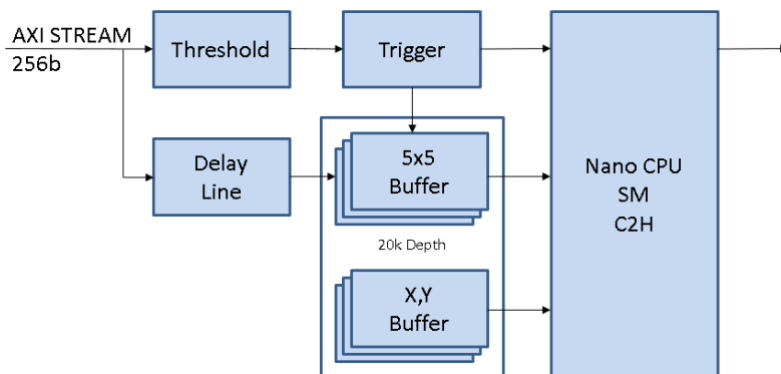 AXI STREAM
256b
Threshold
Trigger
Delay
Line
5x5
Buffer
20k Depth
X,Y
Buffer
Nano CPU
SM
C2H